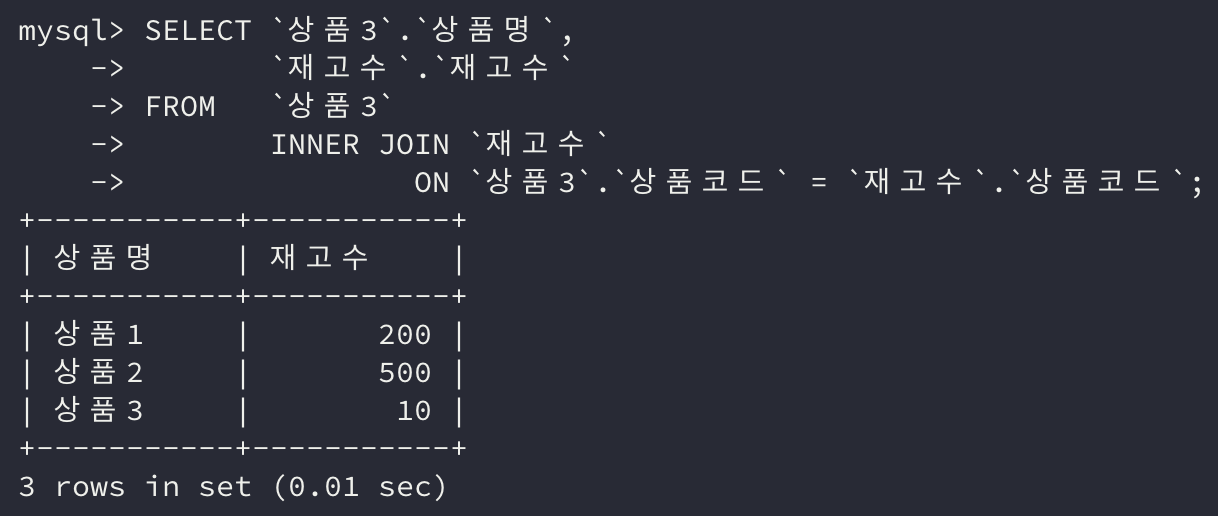 mysql> SELECT `상품3`.`상품명`,
    ->        `재고수`.`재고수`
    -> FROM   `상품3`
    ->        INNER JOIN `재고수`
    ->                ON `상품3`.`상품코드` = `재고수`.`상품코드`;
+-----------+-----------+
| 상품명     | 재고수     |
+-----------+-----------+
| 상품1     |       200 |
| 상품2     |       500 |
| 상품3     |        10 |
+-----------+-----------+
3 rows in set (0.01 sec)